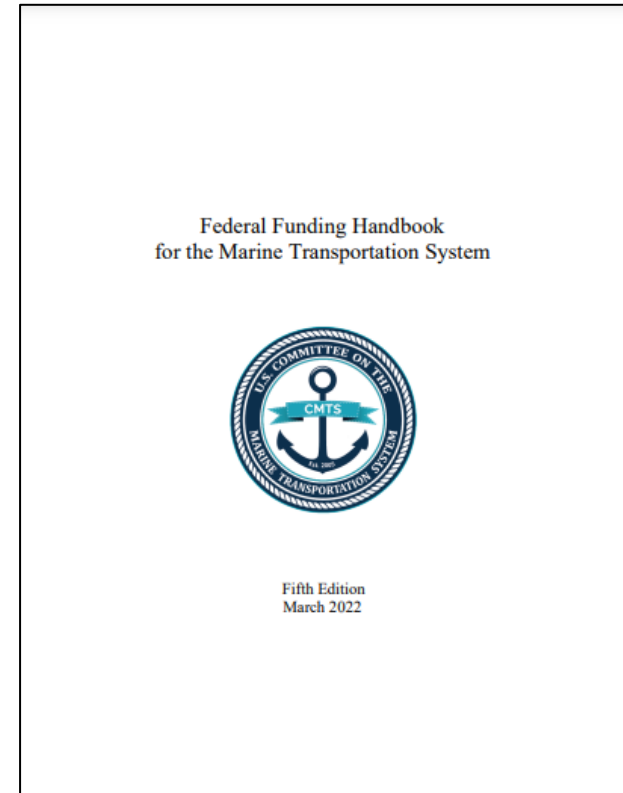 Federal Funding Handbook
for the Marine Transportation System
U.S. COMMITTEE ON THE
CMTS
Est. 2005
MARINE TRANSPORTATION SYSTEM
Fifth Edition
March 2022